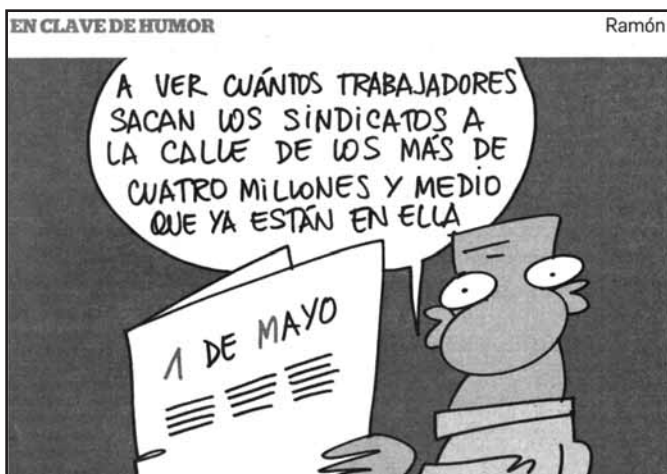 EN CLAVE DE HUMOR
Ramón
A VER CUÁNTOS TRABAJADORES
SACAN LOS SINDICATOS A
LA CALLE DE LOS MÁS DE
CUATRO MILLONES Y MEDIO
QUE YA ESTÁN EN ELLA
1 DE MAYO